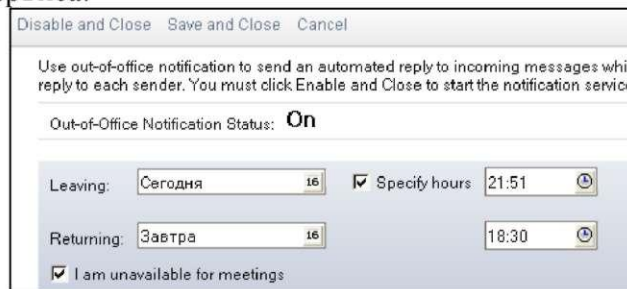 Disable and Close Save and Close Cancel
Use out-of-office notification to send an automated reply to incoming messages whi
reply to each sender. You must click Enable and Close to start the notification service
Out-of-Office Notification Status: On
Leaving: Сегодня 16 Specify hours 21:51
Returning: Завтра 16 18:30
I am unavailable for meetings